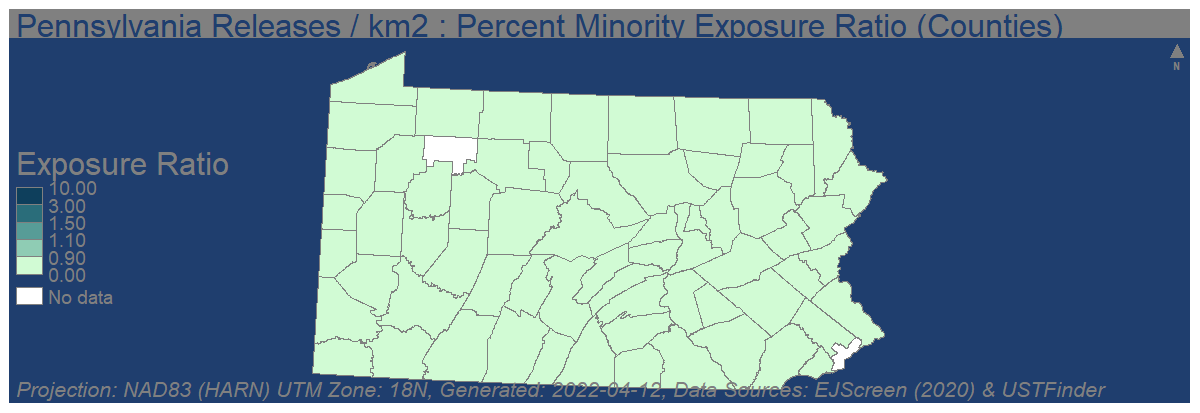 Pennsylvania Releases / km2 : Percent Minority Exposure Ratio (Counties)
N
Exposure Ratio
10.00
3.00
1.50
1.10
0.90
0.00
No data
Projection: NAD83 (HARN) UTM Zone: 18N, Generated: 2022-04-12, Data Sources: EJScreen (2020) & USTFinder